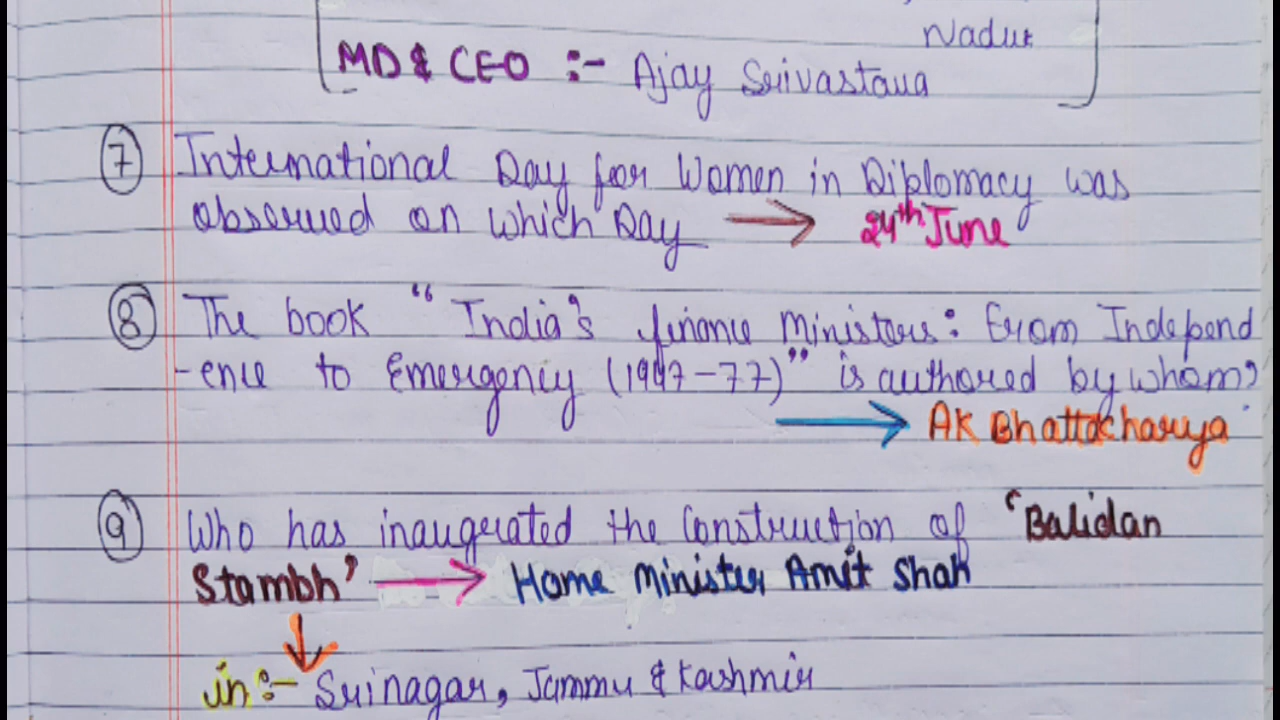 Nadu
MD & CEO :- Ajay Srivastava
7 International Day for Women in Diplomacy was
observed on which Day → 24th June
8 The book "India's finance Ministers: From Independ
-ence to Emergency (1947-77)" is authored by whom?
→ AK Bhattacharya
9 Who has inaugrated the Construction of 'Balidan
Stambh' → Home Minister Amit Shah
in :- Srinagar, Jammu & Kashmir